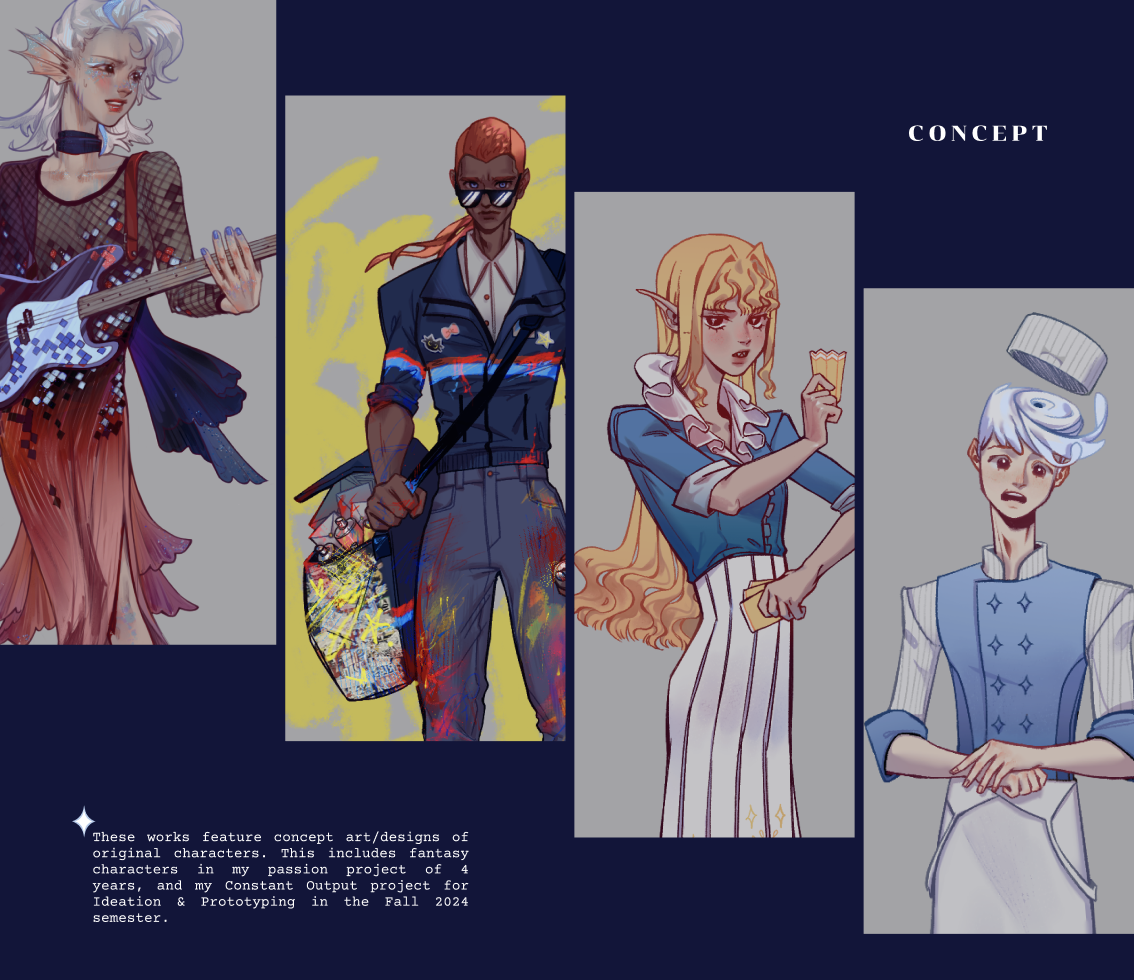 CONCEPT
These works feature concept art/designs of
original characters. This includes fantasy
characters in my passion project of 4
years, and my Constant Output project for
Ideation & Prototyping in the Fall 2024
semester.